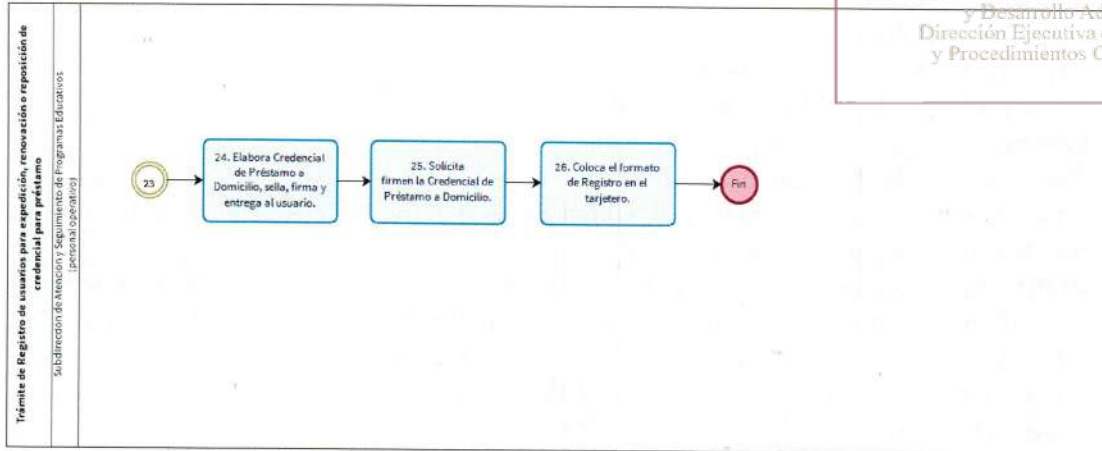 y Desarrollo Ad
Dirección Ejecutiva
y Procedimientos O
Trámite de Registro de usuarios para expedición, renovación o reposición de
credencial para préstamo
Subdirección de Atención y Seguimiento de Programas Educativos
(personal operativo)
23
24. Elabora Credencial
de Préstamo a
Domicilio, sella, firma y
entrega al usuario.
25. Solicita
firmen la Credencial de
Préstamo a Domicilio.
26. Coloca el formato
de Registro en el
tarjetero.
Fin